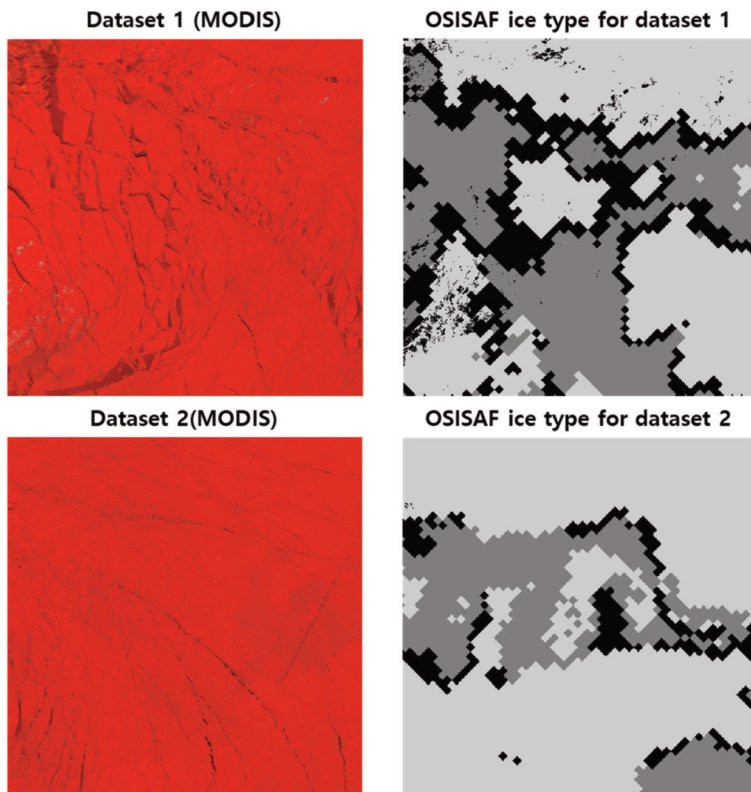 Dataset 1 (MODIS)
OSISAF ice type for dataset 1
Dataset 2(MODIS)
OSISAF ice type for dataset 2